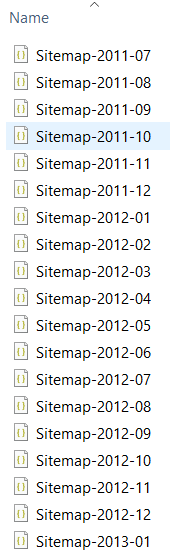 Name
Sitemap-2011-07
Sitemap-2011-08
Sitemap-2011-09
Sitemap-2011-10
Sitemap-2011-11
Sitemap-2011-12
Sitemap-2012-01
Sitemap-2012-02
Sitemap-2012-03
Sitemap-2012-04
Sitemap-2012-05
Sitemap-2012-06
Sitemap-2012-07
Sitemap-2012-08
Sitemap-2012-09
Sitemap-2012-10
Sitemap-2012-11
Sitemap-2012-12
Sitemap-2013-01